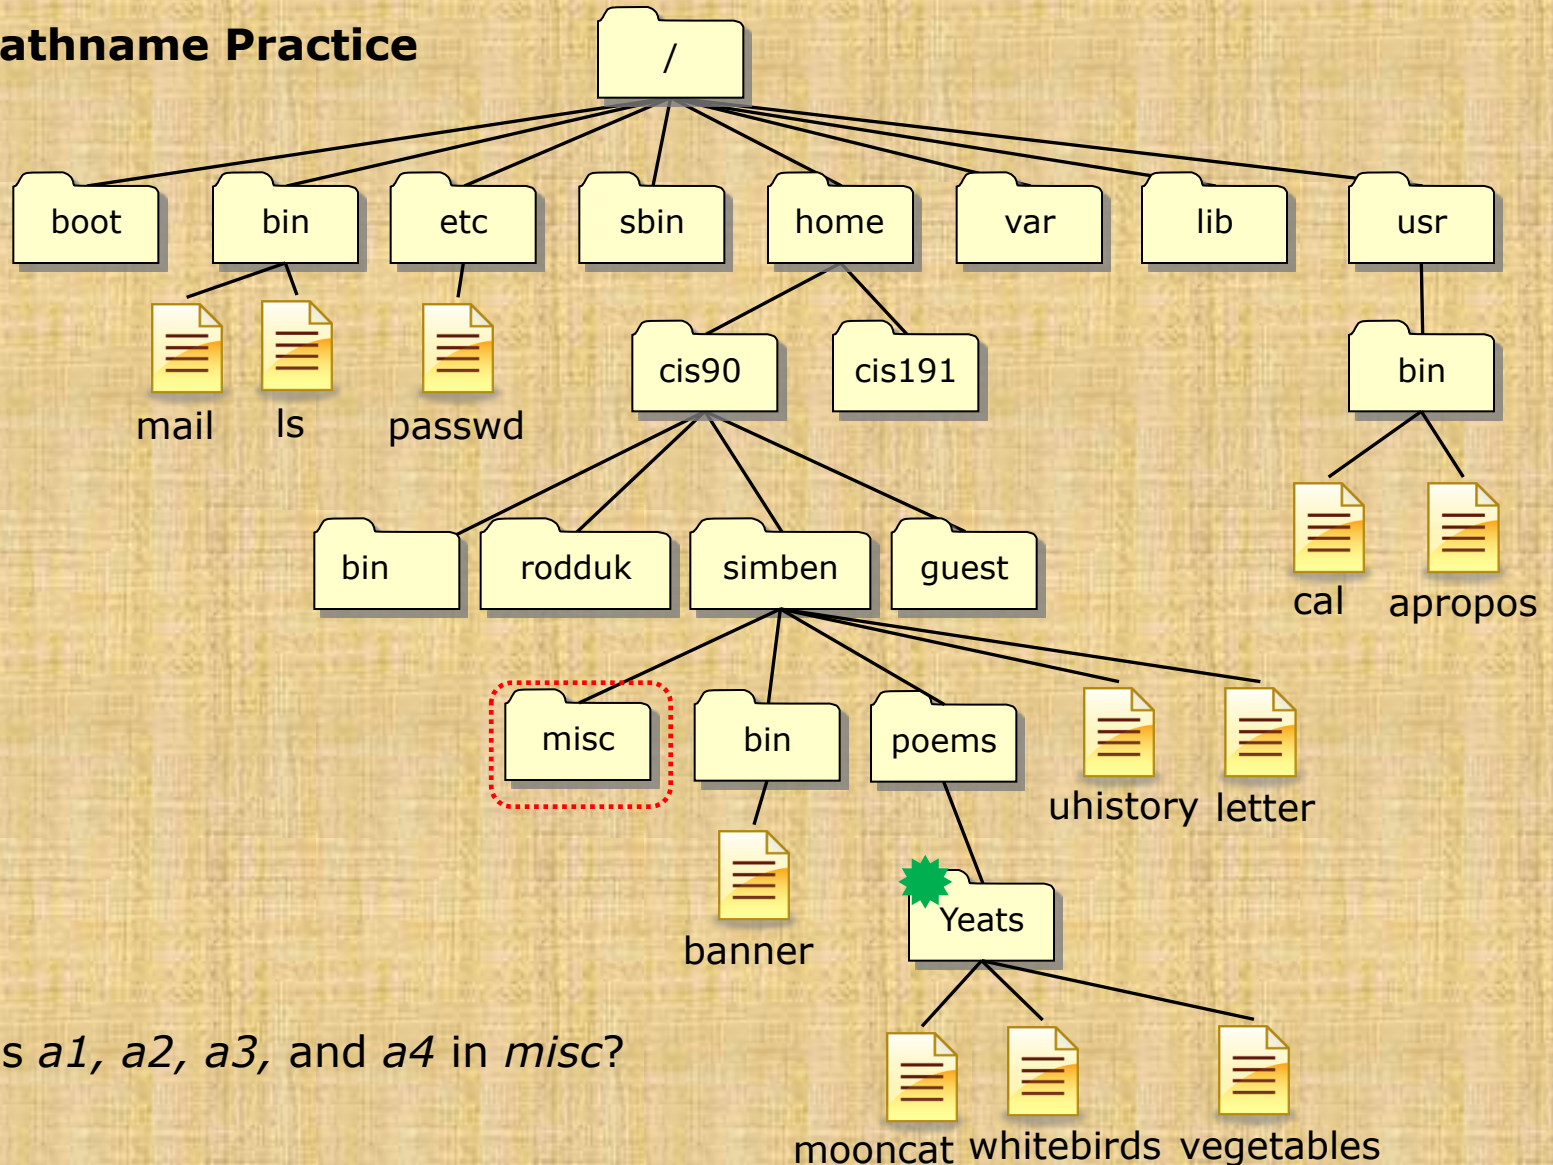 athname Practice
/
boot bin etc sbin home var lib usr
mail ls passwd cis90 cis191 bin
bin rodduk simben guest cal apropos
misc bin poems uhistory letter
banner Yeats
s a1, a2, a3, and a4 in misc?
mooncat whitebirds vegetables